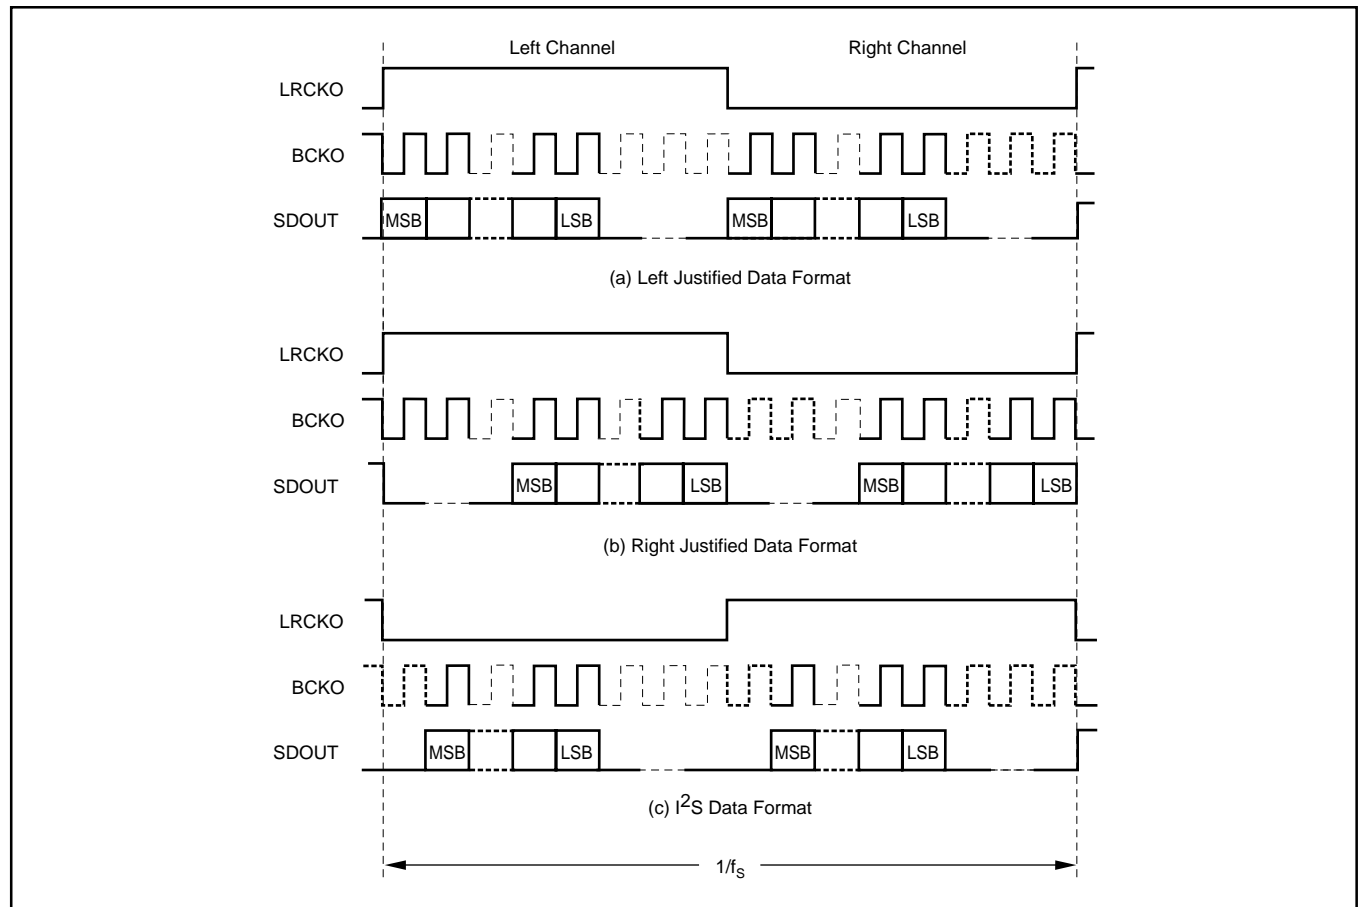 Left Channel Right Channel
LRCKO
BCKO
SDOUT MSB LSB MSB LSB
(a) Left Justified Data Format
LRCKO
BCKO
SDOUT MSB LSB MSB LSB
(b) Right Justified Data Format
LRCKO
BCKO
SDOUT MSB LSB MSB LSB
(c) I²S Data Format
1/fS